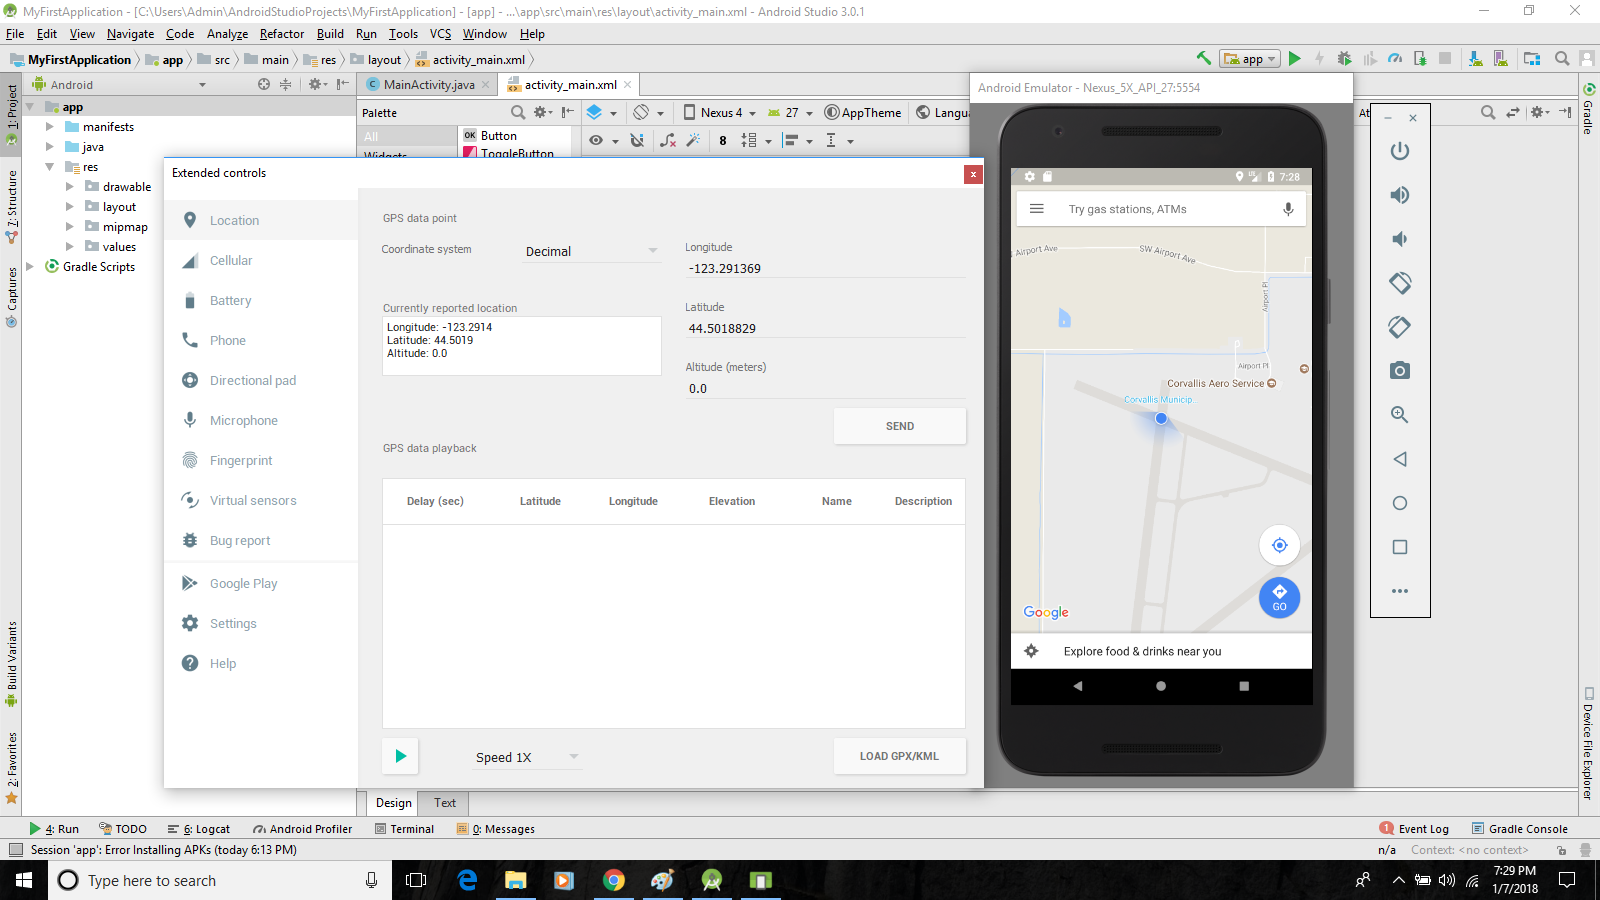 MyFirstApplication - [C:\Users\Admin\AndroidStudioProjects\MyFirstApplication] - [app] - ...\app\src\main\res\layout\activity_main.xml - Android Studio 3.0.1
File Edit View Navigate Code Analyze Refactor Build Run Tools VCS Window Help
MyFirstApplication app src main res layout activity_main.xml app
Android MainActivity.java activity_main.xml
Android Emulator - Nexus_5X_API_27:5554
1: Project
7: Structure
Captures
Build Variants
2: Favorites
app
manifests
java
res
drawable
layout
mipmap
values
Gradle Scripts
Palette Nexus 4 27 AppTheme Langu
All
Widgets
OK Button
ToggleButton
8
Extended controls
Location
Cellular
Battery
Phone
Directional pad
Microphone
Fingerprint
Virtual sensors
Bug report
Google Play
Settings
Help
GPS data point
Coordinate system Decimal
Longitude
-123.291369
Currently reported location
Longitude: -123.2914
Latitude: 44.5019
Altitude: 0.0
Latitude
44.5018829
Altitude (meters)
0.0
SEND
GPS data playback
Delay (sec) Latitude Longitude Elevation Name Description
Speed 1X LOAD GPX/KML
7:28
Try gas stations, ATMs
Airport Ave
SW Airport Ave
Airport Pl
Airport Pl
Corvallis Aero Service
Corvallis Municip...
GO
Google
Explore food & drinks near you
At
Gradle
Device File Explorer
Design Text
4: Run TODO 6: Logcat Android Profiler Terminal 0: Messages 1 Event Log Gradle Console
Session 'app': Error Installing APKs (today 6:13 PM) n/a Context: <no context>
Type here to search
7:29 PM
1/7/2018